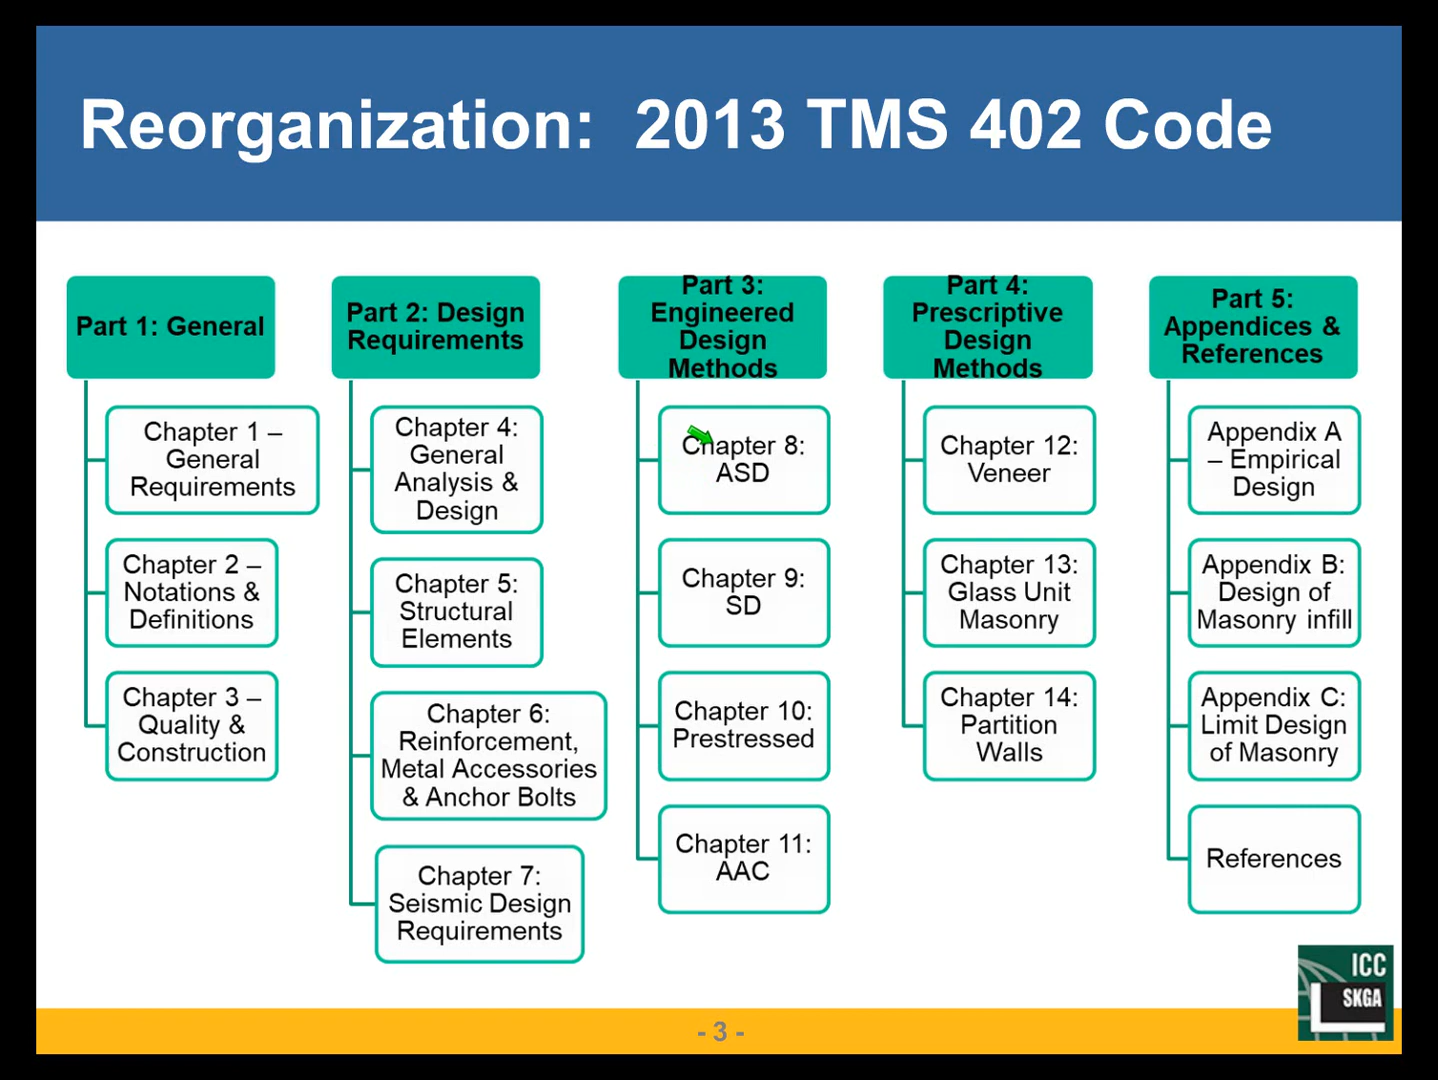 Reorganization:  2013 TMS 402 Code
Part 1: General
Chapter 1 –
General
Requirements
Chapter 2 –
Notations &
Definitions
Chapter 3 –
Quality &
Construction
Part 2: Design
Requirements
Chapter 4:
General
Analysis &
Design
Chapter 5:
Structural
Elements
Chapter 6:
Reinforcement,
Metal Accessories
& Anchor Bolts
Chapter 7:
Seismic Design
Requirements
Part 3:
Engineered
Design
Methods
Chapter 8:
ASD
Chapter 9:
SD
Chapter 10:
Prestressed
Chapter 11:
AAC
Part 4:
Prescriptive
Design
Methods
Chapter 12:
Veneer
Chapter 13:
Glass Unit
Masonry
Chapter 14:
Partition
Walls
Part 5:
Appendices &
References
Appendix A
– Empirical
Design
Appendix B:
Design of
Masonry infill
Appendix C:
Limit Design
of Masonry
References
ICC
SKGA
- 3 -